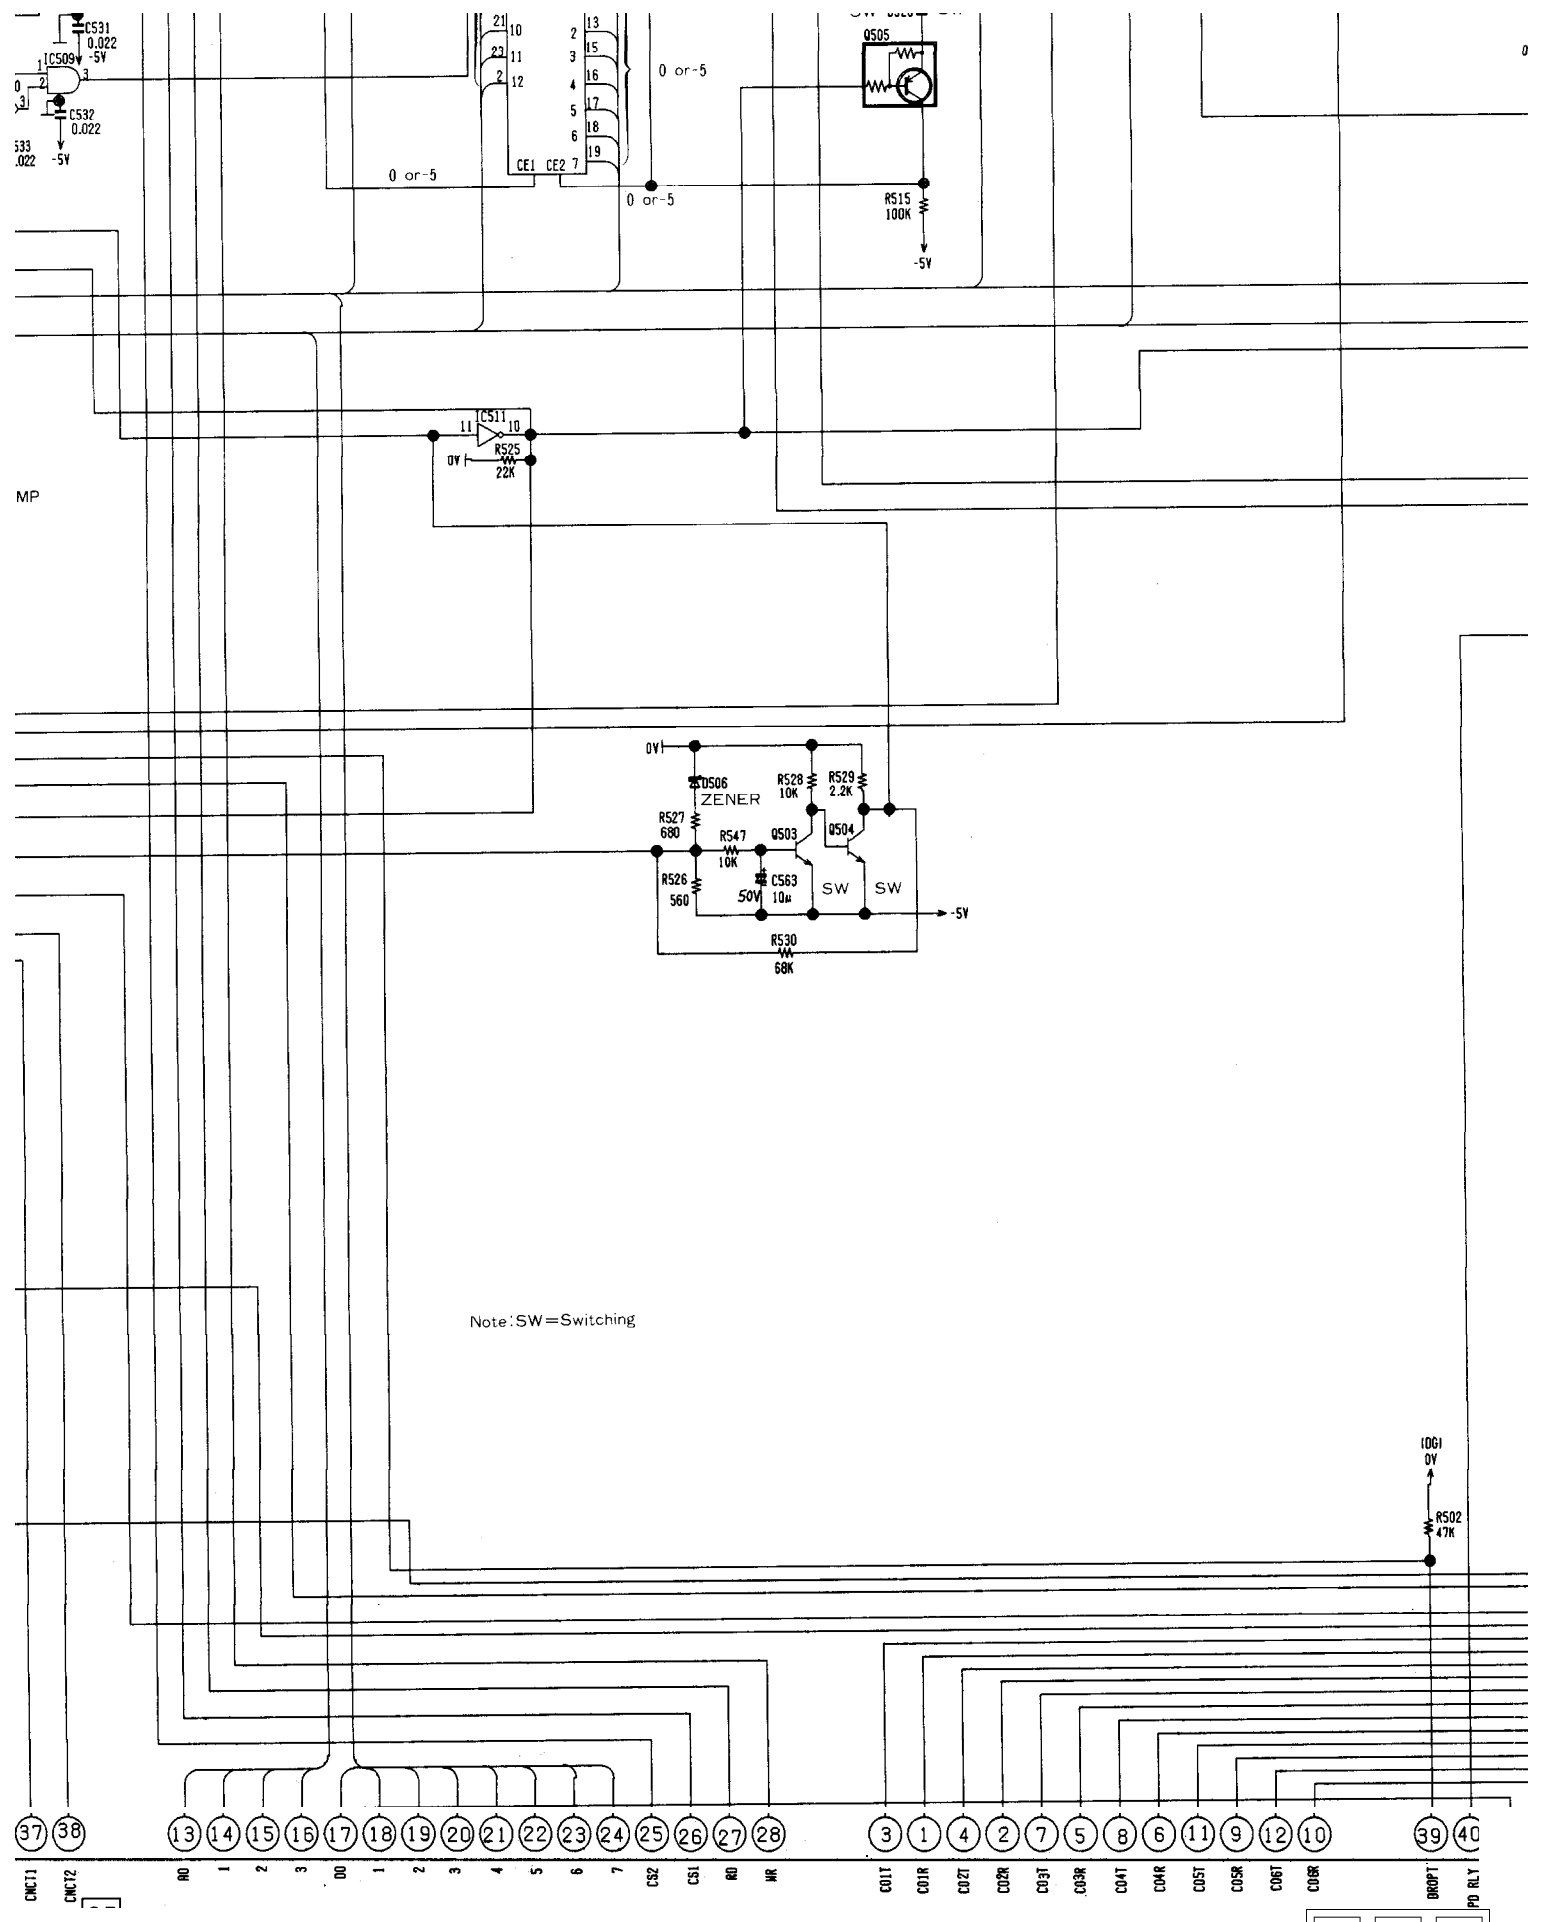 C531
0.022
-5V
IC509
1
2
3
3
C532
0.022
-5V
533
.022
21
10
23
11
2
12
13
2
15
3
16
4
17
5
18
6
19
7
CE1 CE2
0 or-5
0 or-5
0 or-5
Q505
R515
100K
-5V
IC511
11
10
R525
22K
0V
MP
0V
D506
ZENER
R527
680
R547
10K
R526
560
50V
C563
10μ
R528
10K
R529
2.2K
Q503
Q504
SW
SW
-5V
R530
68K
Note:SW=Switching
(DG)
0V
R502
47K
37 38 13 14 15 16 17 18 19 20 21 22 23 24 25 26 27 28 3 1 4 2 7 5 8 6 11 9 12 10 39 40
CNCT1 CNCT2 A0 1 2 3 D0 1 2 3 4 5 6 7 CS2 CS1 RD WR CO1T CO1R CO2T CO2R CO3T CO3R CO4T CO4R CO5T CO5R CO6T CO6R DROPT PD RLY